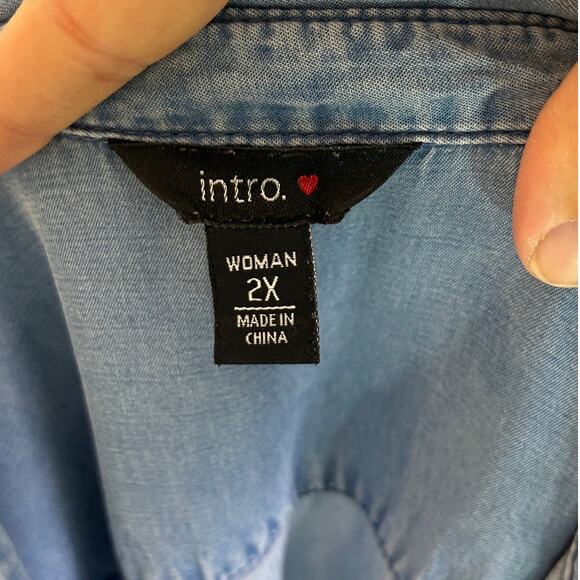 intro. ♥
WOMAN
2X
MADE IN
CHINA